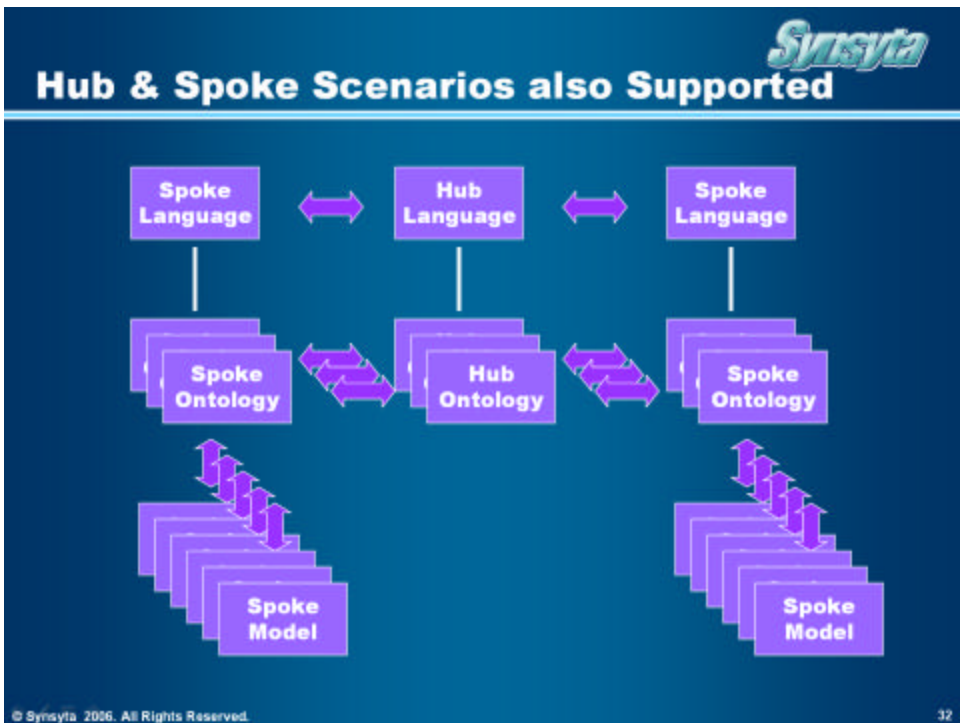 Synsyta
Hub & Spoke Scenarios also Supported
Spoke
Language
Hub
Language
Spoke
Language
Spoke
Ontology
Hub
Ontology
Spoke
Ontology
Spoke
Model
Spoke
Model
© Synsyta 2006. All Rights Reserved.
32